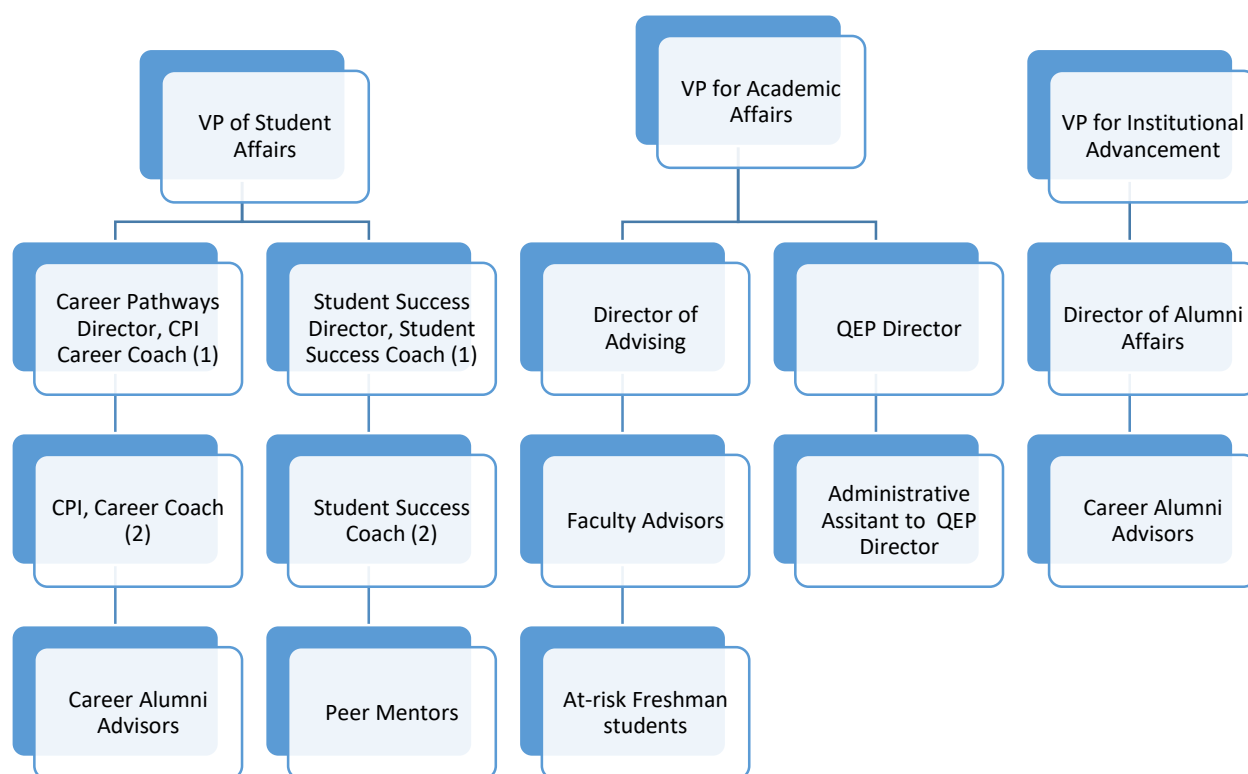 VP of Student
Affairs
VP for Academic
Affairs
VP for Institutional
Advancement
Career Pathways
Director, CPI
Career Coach (1)
Student Success
Director, Student
Success Coach (1)
Director of
Advising
QEP Director
Director of Alumni
Affairs
CPI, Career Coach
(2)
Student Success
Coach (2)
Faculty Advisors
Administrative
Assitant to  QEP
Director
Career Alumni
Advisors
Career Alumni
Advisors
Peer Mentors
At-risk Freshman
students